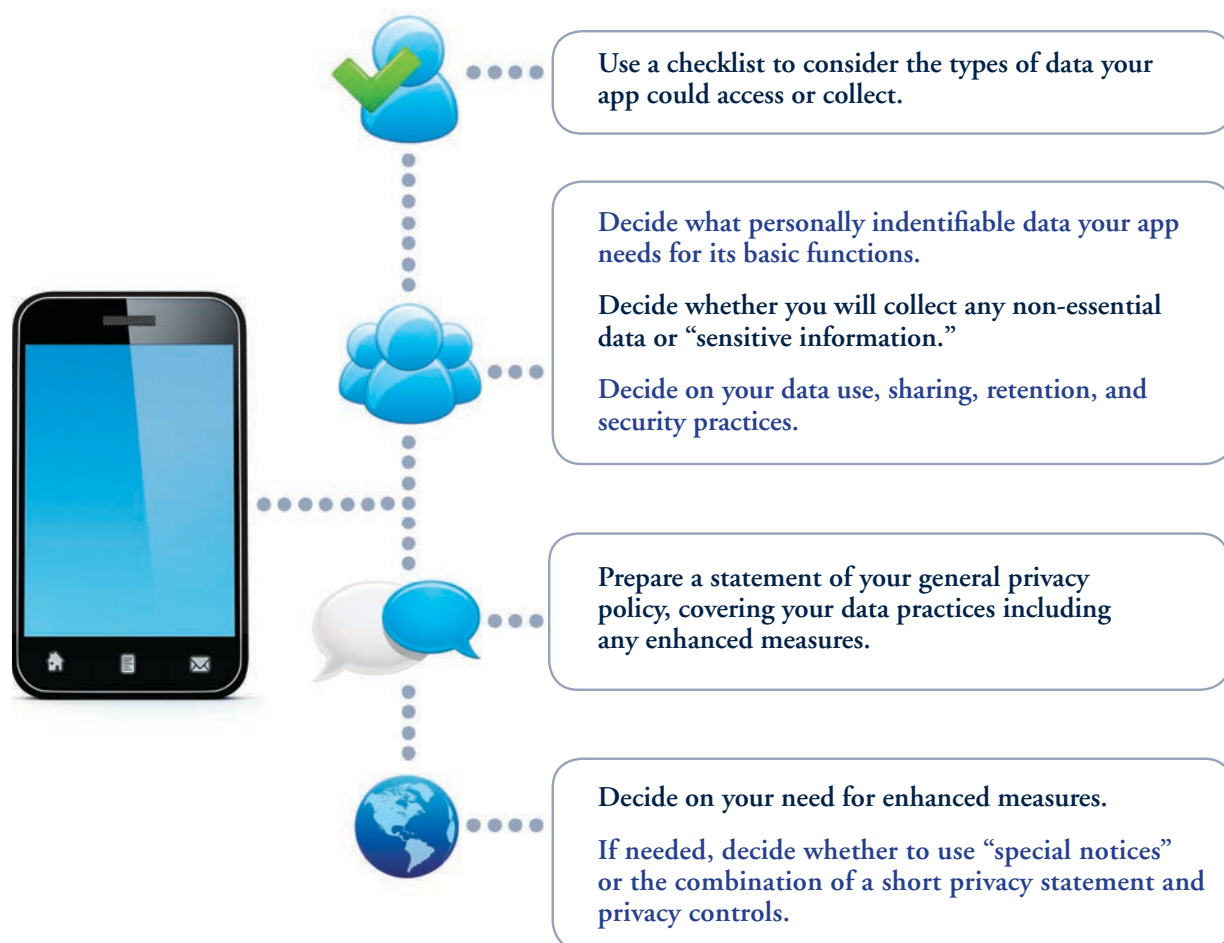 Use a checklist to consider the types of data your
app could access or collect.
Decide what personally indentifiable data your app
needs for its basic functions.
Decide whether you will collect any non-essential
data or “sensitive information.”
Decide on your data use, sharing, retention, and
security practices.
Prepare a statement of your general privacy
policy, covering your data practices including
any enhanced measures.
Decide on your need for enhanced measures.
If needed, decide whether to use “special notices”
or the combination of a short privacy statement and
privacy controls.